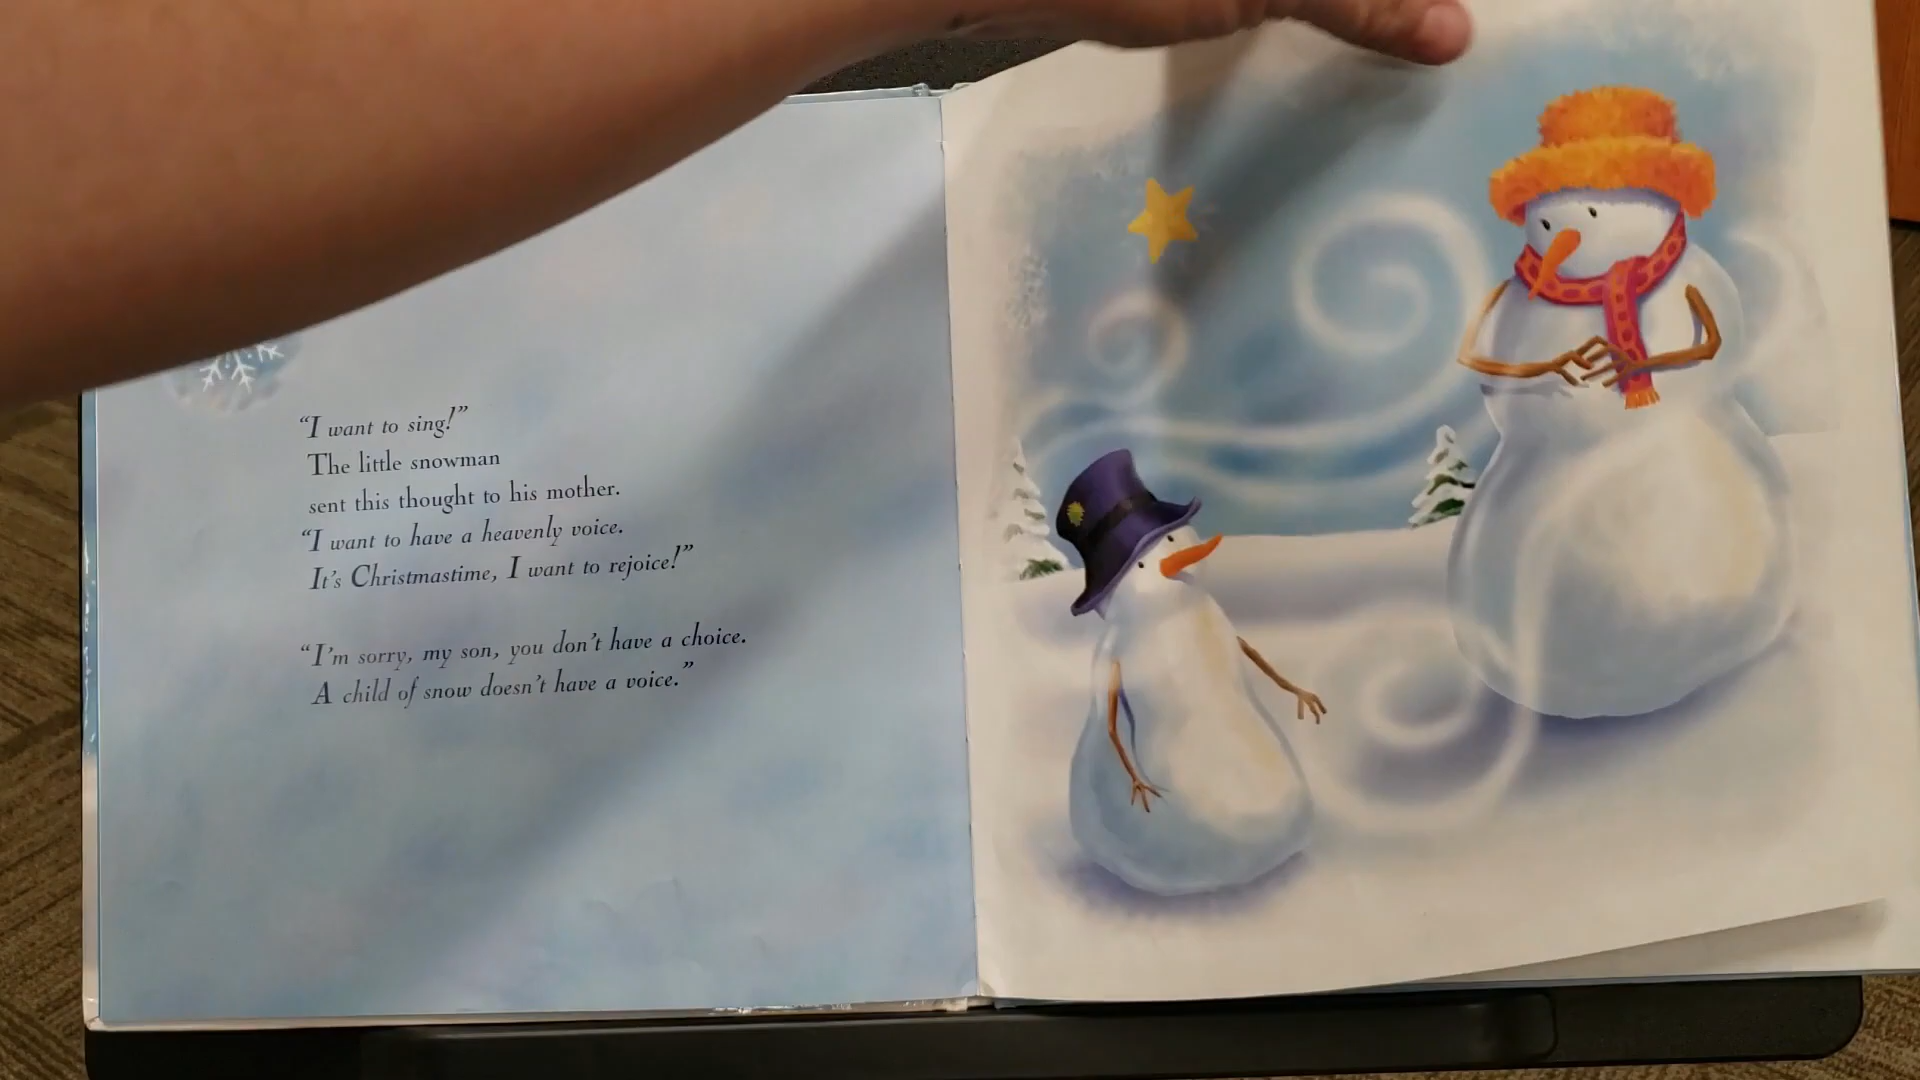 “I want to sing!”
The little snowman
sent this thought to his mother.
“I want to have a heavenly voice.
It’s Christmastime, I want to rejoice!”
“I’m sorry, my son, you don’t have a choice.
A child of snow doesn’t have a voice.”